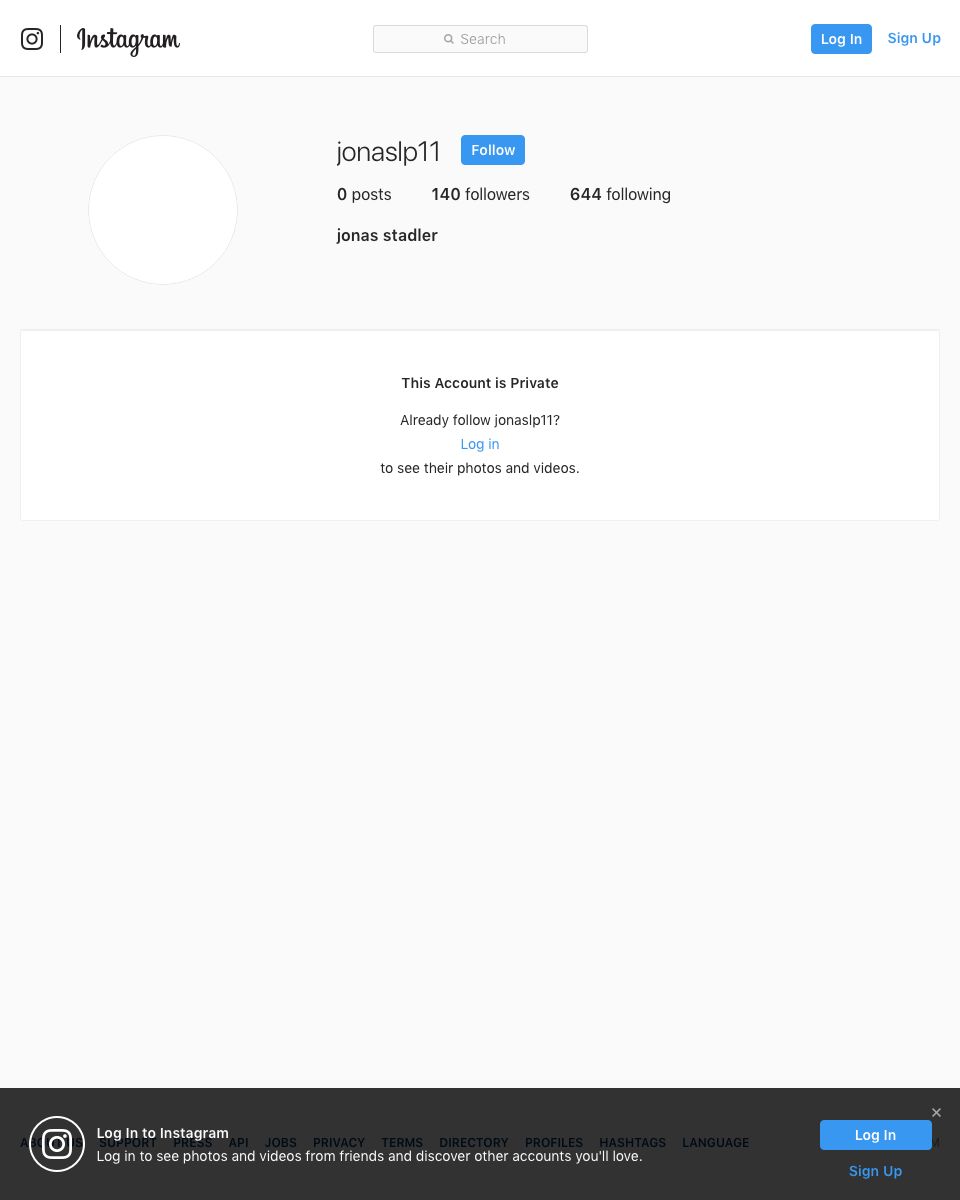 Instagram
Search
Log In
Sign Up
jonaslp11
Follow
0 posts
140 followers
644 following
jonas stadler
This Account is Private
Already follow jonaslp11?
Log in
to see their photos and videos.
Log In to Instagram
Log in to see photos and videos from friends and discover other accounts you'll love.
SUPPORT PRESS API JOBS PRIVACY TERMS DIRECTORY PROFILES HASHTAGS LANGUAGE
Log In
Sign Up